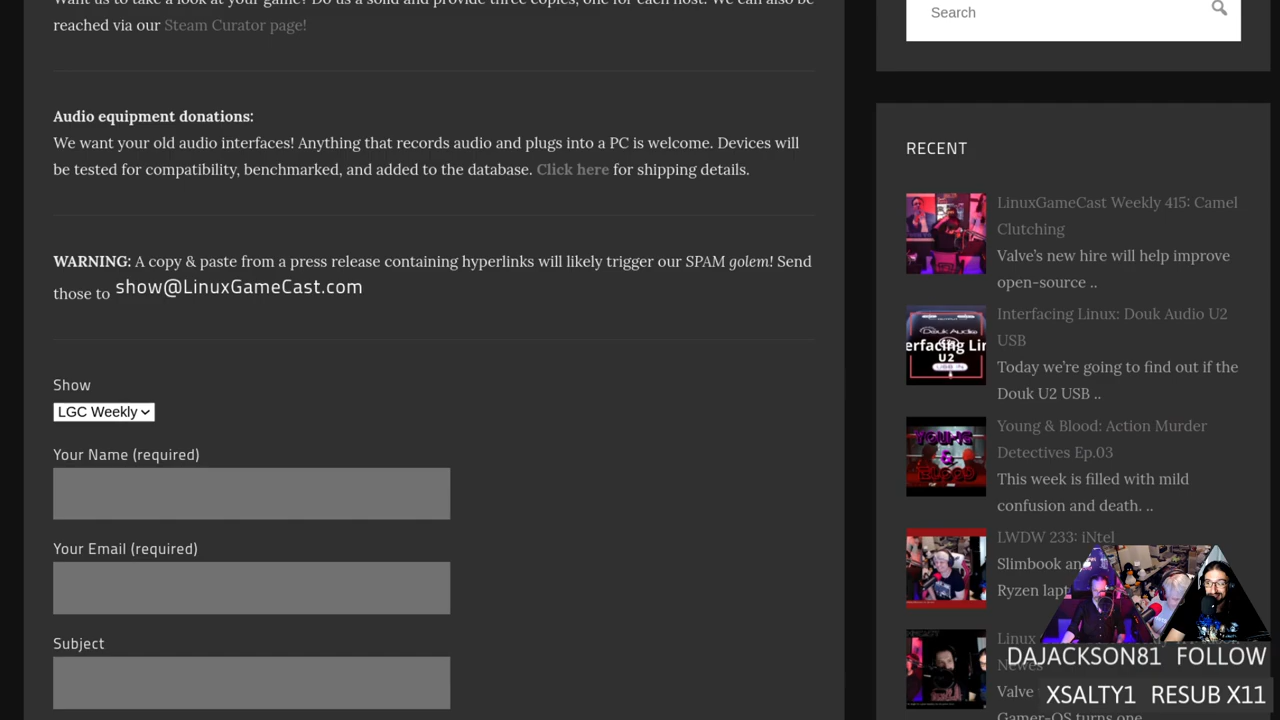 want us to take a look at your game? Do us a solid and provide three copies, one for each host. We can also be
reached via our Steam Curator page!
Audio equipment donations:
We want your old audio interfaces! Anything that records audio and plugs into a PC is welcome. Devices will
be tested for compatibility, benchmarked, and added to the database. Click here for shipping details.
WARNING: A copy & paste from a press release containing hyperlinks will likely trigger our SPAM golem! Send
those to show@LinuxGameCast.com
Show
LGC Weekly
Your Name (required)
Your Email (required)
Subject
Search
RECENT
LinuxGameCast Weekly 415: Camel
Clutching
Valve's new hire will help improve
open-source ..
Interfacing Linux: Douk Audio U2
USB
Today we're going to find out if the
Douk U2 USB ..
Young & Blood: Action Murder
Detectives Ep.03
This week is filled with mild
confusion and death. ..
LWDW 233: iNtel
Slimbook an
Ryzen lapt
Linux
Newes
Valve
Gamer-OS turns one
DAJACKSON81 FOLLOW
XSALTY1 RESUB X11